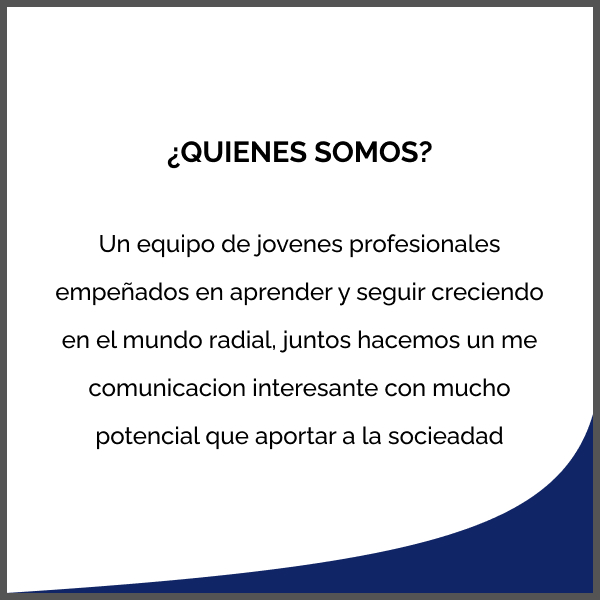 ¿QUIENES SOMOS?
Un equipo de jovenes profesionales
empeñados en aprender y seguir creciendo
en el mundo radial, juntos hacemos un me
comunicacion interesante con mucho
potencial que aportar a la socieadad